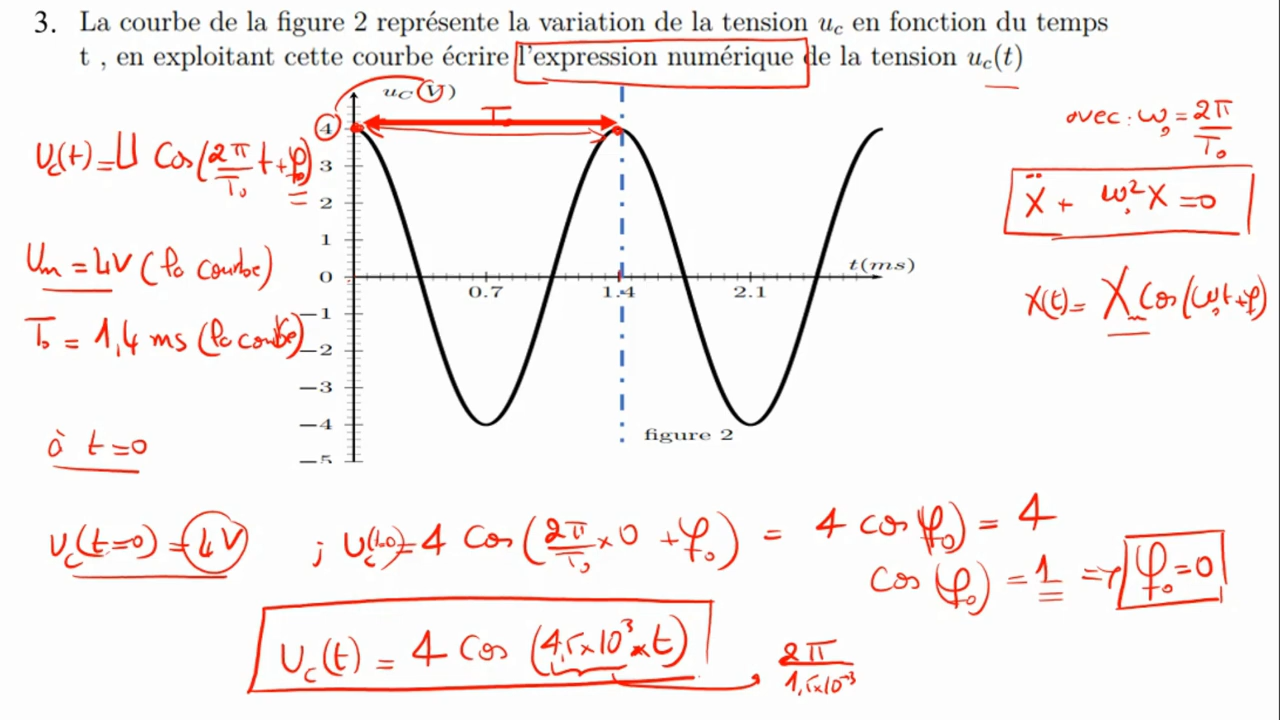 3. La courbe de la figure 2 représente la variation de la tension u_c en fonction du temps
t , en exploitant cette courbe écrire l'expression numérique de la tension u_c(t)
u_C (V)
T₀
avec : ω₀ = 2π/T₀
U_c(t) = U cos(2π/T₀ t + φ₀)
4
3
2
1
0
−1
−2
−3
−4
−5
0.7
1.4
2.1
t(ms)
figure 2
Ẍ + ω₀² X = 0
X(t) = X_m cos(ω₀t + φ)
U_m = 4V (la courbe)
T₀ = 1,4 ms (la courbe)
à t = 0
U_c(t=0) = 4V ; U_c(t=0) = 4 cos(2π/T₀ × 0 + φ₀) = 4 cos(φ₀) = 4
cos(φ₀) = 1 => φ₀ = 0
U_c(t) = 4 cos(4,5×10³ × t)
2π/1,5×10⁻³